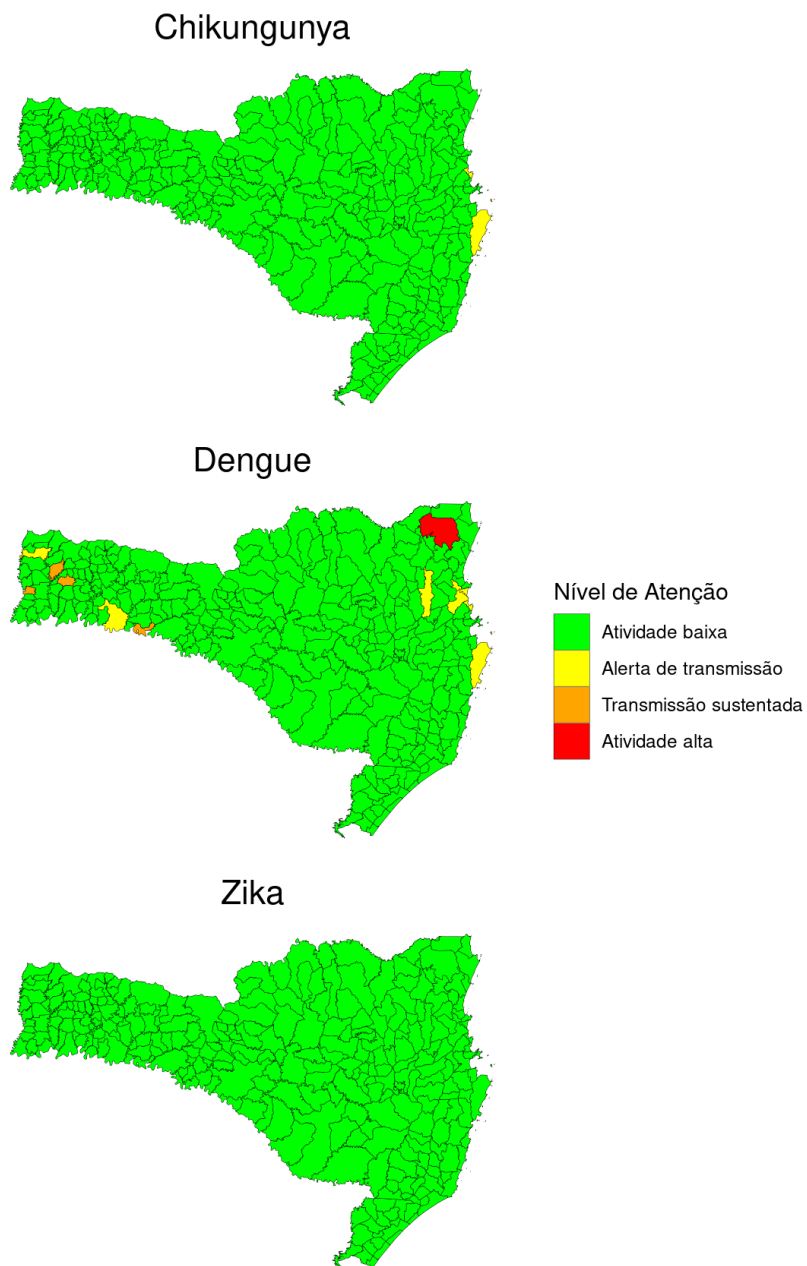 Chikungunya
Dengue
Nível de Atenção
Atividade baixa
Alerta de transmissão
Transmissão sustentada
Atividade alta
Zika